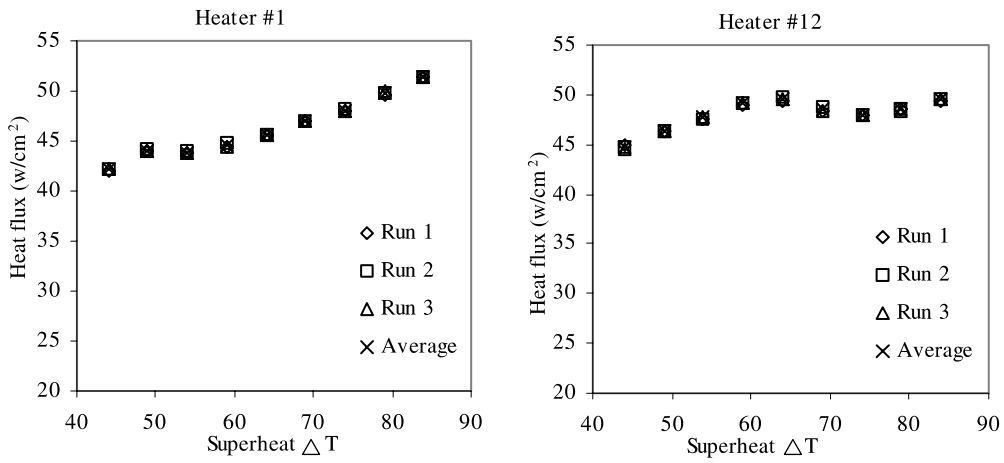 Heater #1
55
50
45
40
35
30
25
20
40 50 60 70 80 90
Heat flux (w/cm²)
Superheat △ T
Run 1
Run 2
Run 3
Average
Heater #12
55
50
45
40
35
30
25
20
40 50 60 70 80 90
Heat flux (w/cm²)
Superheat △ T
Run 1
Run 2
Run 3
Average